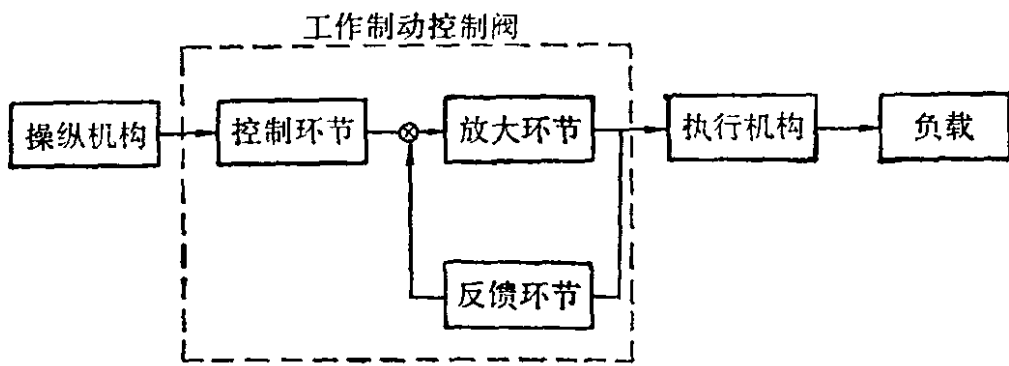 工作制动控制阀
操纵机构
控制环节
放大环节
执行机构
负载
反馈环节